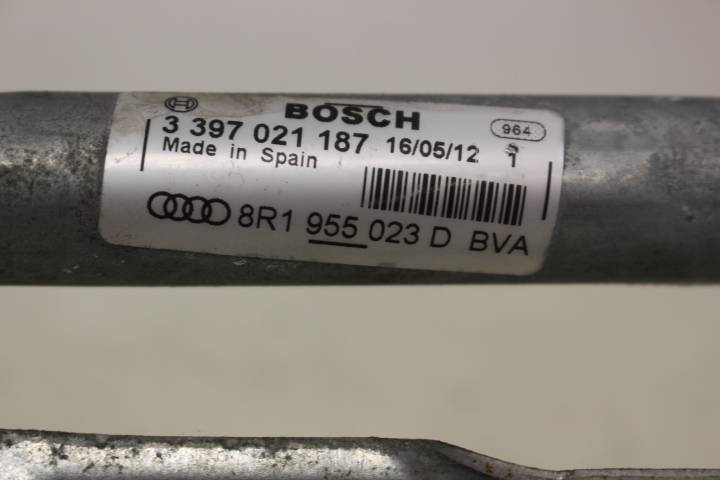 BOSCH
964
3 397 021 187 16/05/12 1
Made in Spain
8R1 955 023 D BVA